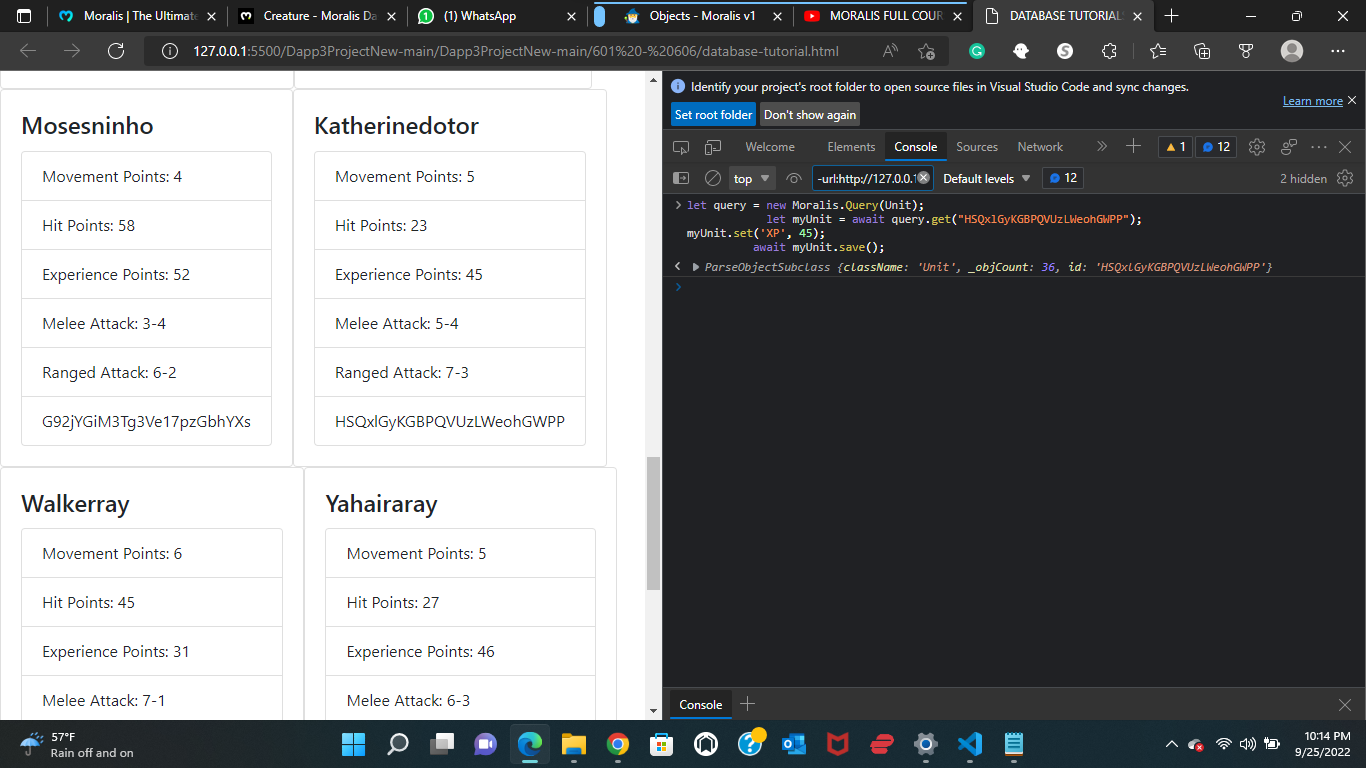 Moralis | The Ultimate
Creature - Moralis Da
(1) WhatsApp
Objects - Moralis v1
MORALIS FULL COUR
DATABASE TUTORIALS
127.0.0.1:5500/Dapp3ProjectNew-main/Dapp3ProjectNew-main/601%20-%20606/database-tutorial.html
Mosesninho
Movement Points: 4
Hit Points: 58
Experience Points: 52
Melee Attack: 3-4
Ranged Attack: 6-2
G92jYGiM3Tg3Ve17pzGbhYXs
Katherinedotor
Movement Points: 5
Hit Points: 23
Experience Points: 45
Melee Attack: 5-4
Ranged Attack: 7-3
HSQxlGyKGBPQVUzLWeohGWPP
Walkerray
Movement Points: 6
Hit Points: 45
Experience Points: 31
Melee Attack: 7-1
Yahairaray
Movement Points: 5
Hit Points: 27
Experience Points: 46
Melee Attack: 6-3
Identify your project's root folder to open source files in Visual Studio Code and sync changes.
Learn more
Set root folder
Don't show again
Welcome
Elements
Console
Sources
Network
1
12
top
-url:http://127.0.0.1
Default levels
12
2 hidden
let query = new Moralis.Query(Unit);
let myUnit = await query.get("HSQxlGyKGBPQVUzLWeohGWPP");
myUnit.set('XP', 45);
await myUnit.save();
ParseObjectSubclass {className: 'Unit', _objCount: 36, id: 'HSQxlGyKGBPQVUzLWeohGWPP'}
Console
57°F
Rain off and on
10:14 PM
9/25/2022